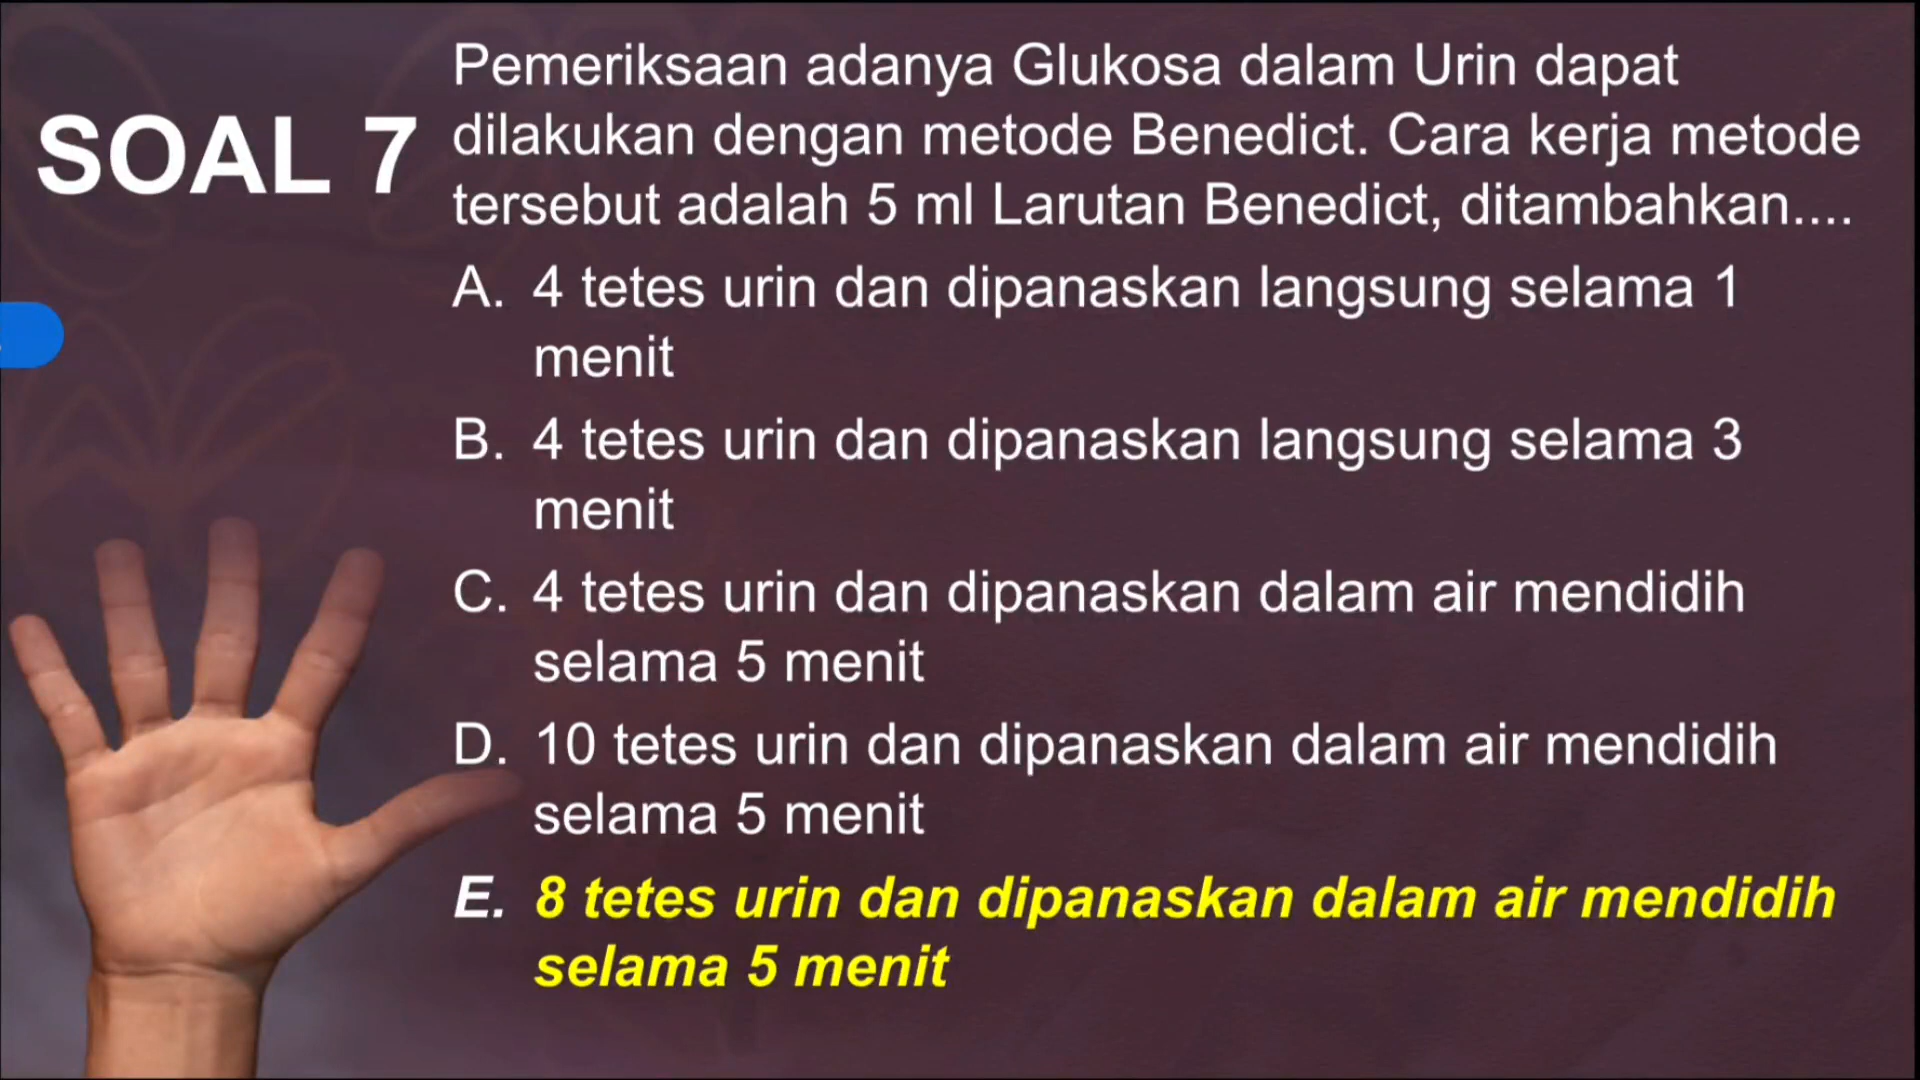 SOAL 7
Pemeriksaan adanya Glukosa dalam Urin dapat
dilakukan dengan metode Benedict. Cara kerja metode
tersebut adalah 5 ml Larutan Benedict, ditambahkan....
A. 4 tetes urin dan dipanaskan langsung selama 1
menit
B. 4 tetes urin dan dipanaskan langsung selama 3
menit
C. 4 tetes urin dan dipanaskan dalam air mendidih
selama 5 menit
D. 10 tetes urin dan dipanaskan dalam air mendidih
selama 5 menit
E. 8 tetes urin dan dipanaskan dalam air mendidih
selama 5 menit